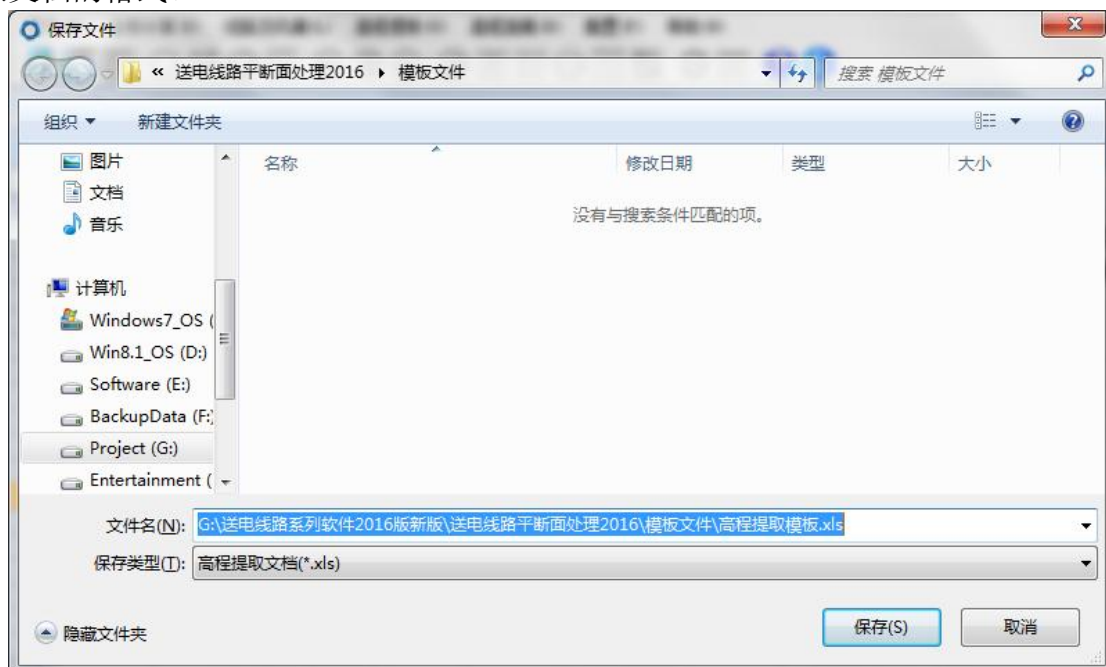 保存文件
« 送电线路平断面处理2016 ▸ 模板文件
搜索 模板文件
组织 新建文件夹
图片
文档
音乐
计算机
Windows7_OS (
Win8.1_OS (D:)
Software (E:)
BackupData (F:)
Project (G:)
Entertainment (
名称 修改日期 类型 大小
没有与搜索条件匹配的项。
文件名(N): G:\送电线路系列软件2016版新版\送电线路平断面处理2016\模板文件\高程提取模板.xls
保存类型(T): 高程提取文档(*.xls)
隐藏文件夹
保存(S) 取消